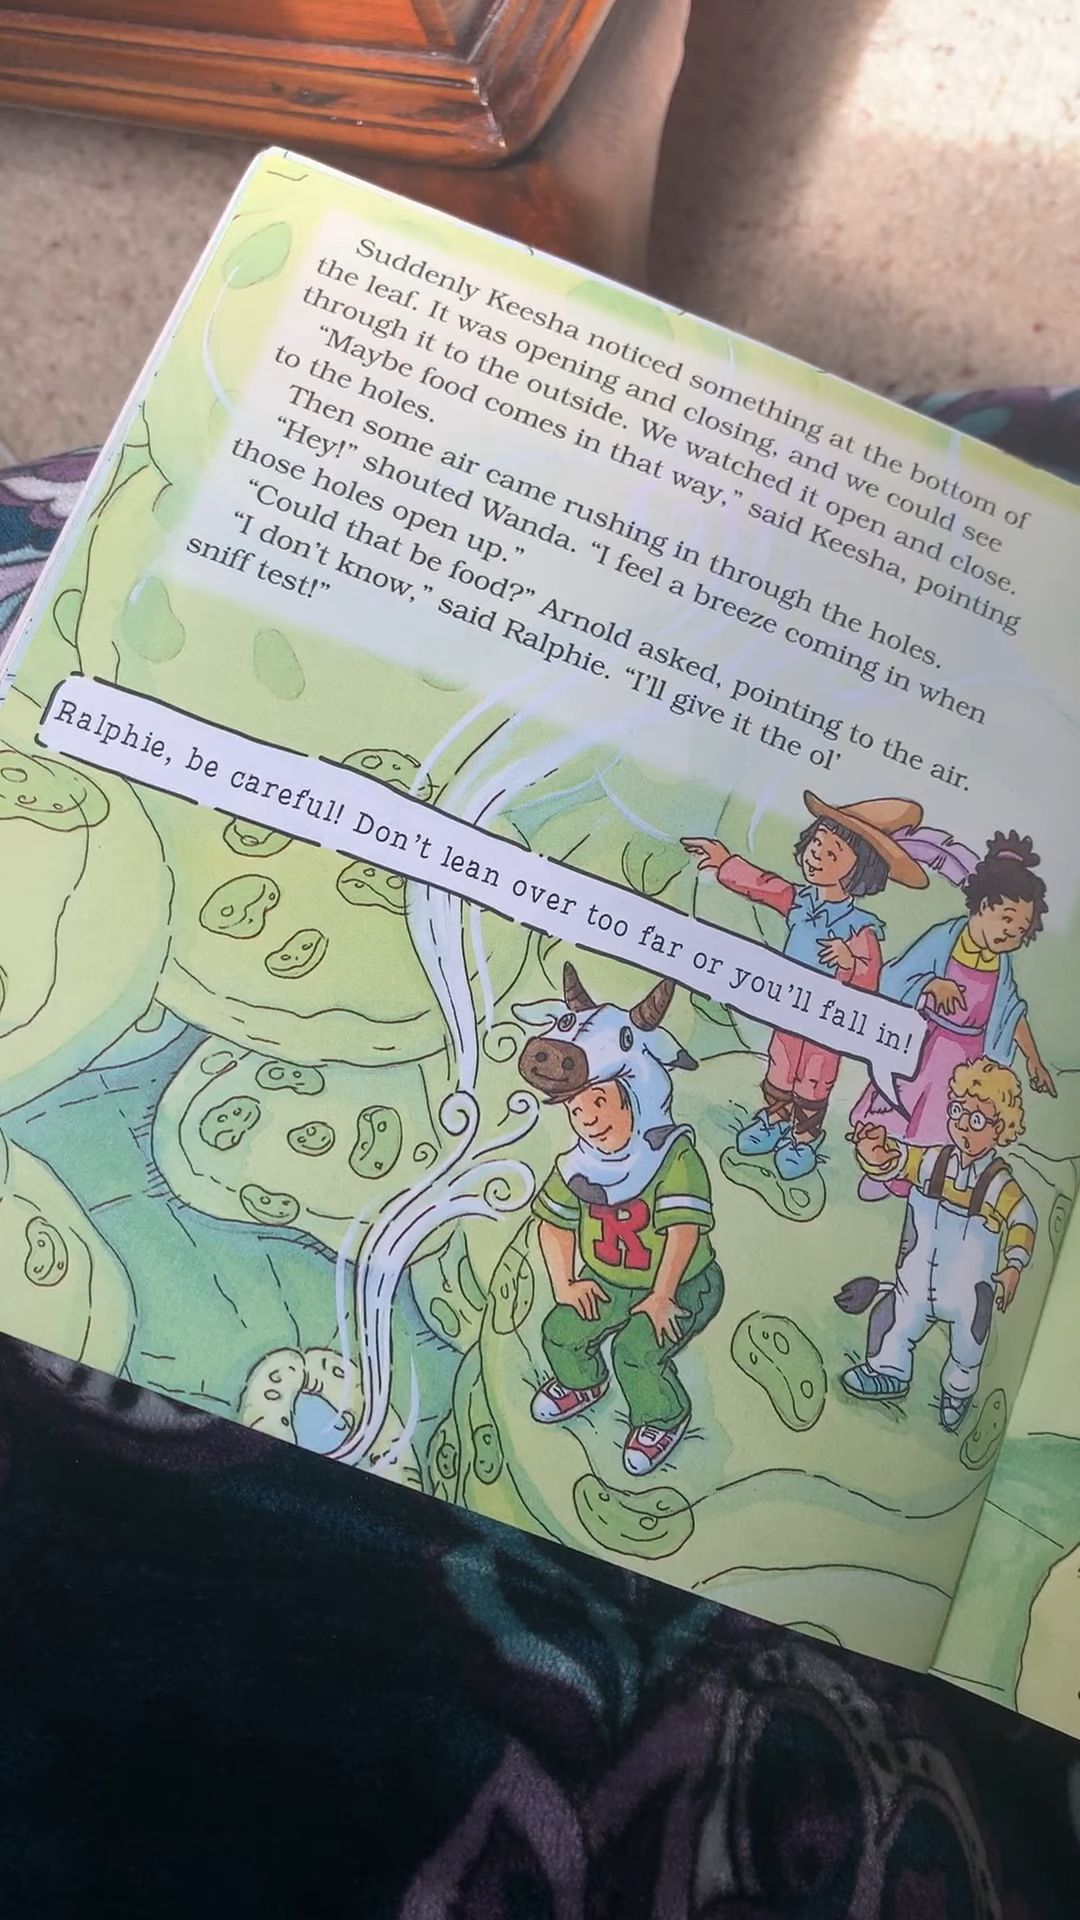 Suddenly Keesha noticed something at the bottom of
the leaf. It was opening and closing, and we could see
through it to the outside. We watched it open and close.
“Maybe food comes in that way,” said Keesha, pointing
to the holes.
Then some air came rushing in through the holes.
“Hey!” shouted Wanda. “I feel a breeze coming in when
those holes open up.”
“Could that be food?” Arnold asked, pointing to the air.
“I don’t know,” said Ralphie. “I’ll give it the ol’
sniff test!”
Ralphie, be careful! Don’t lean over too far or you’ll fall in!
R